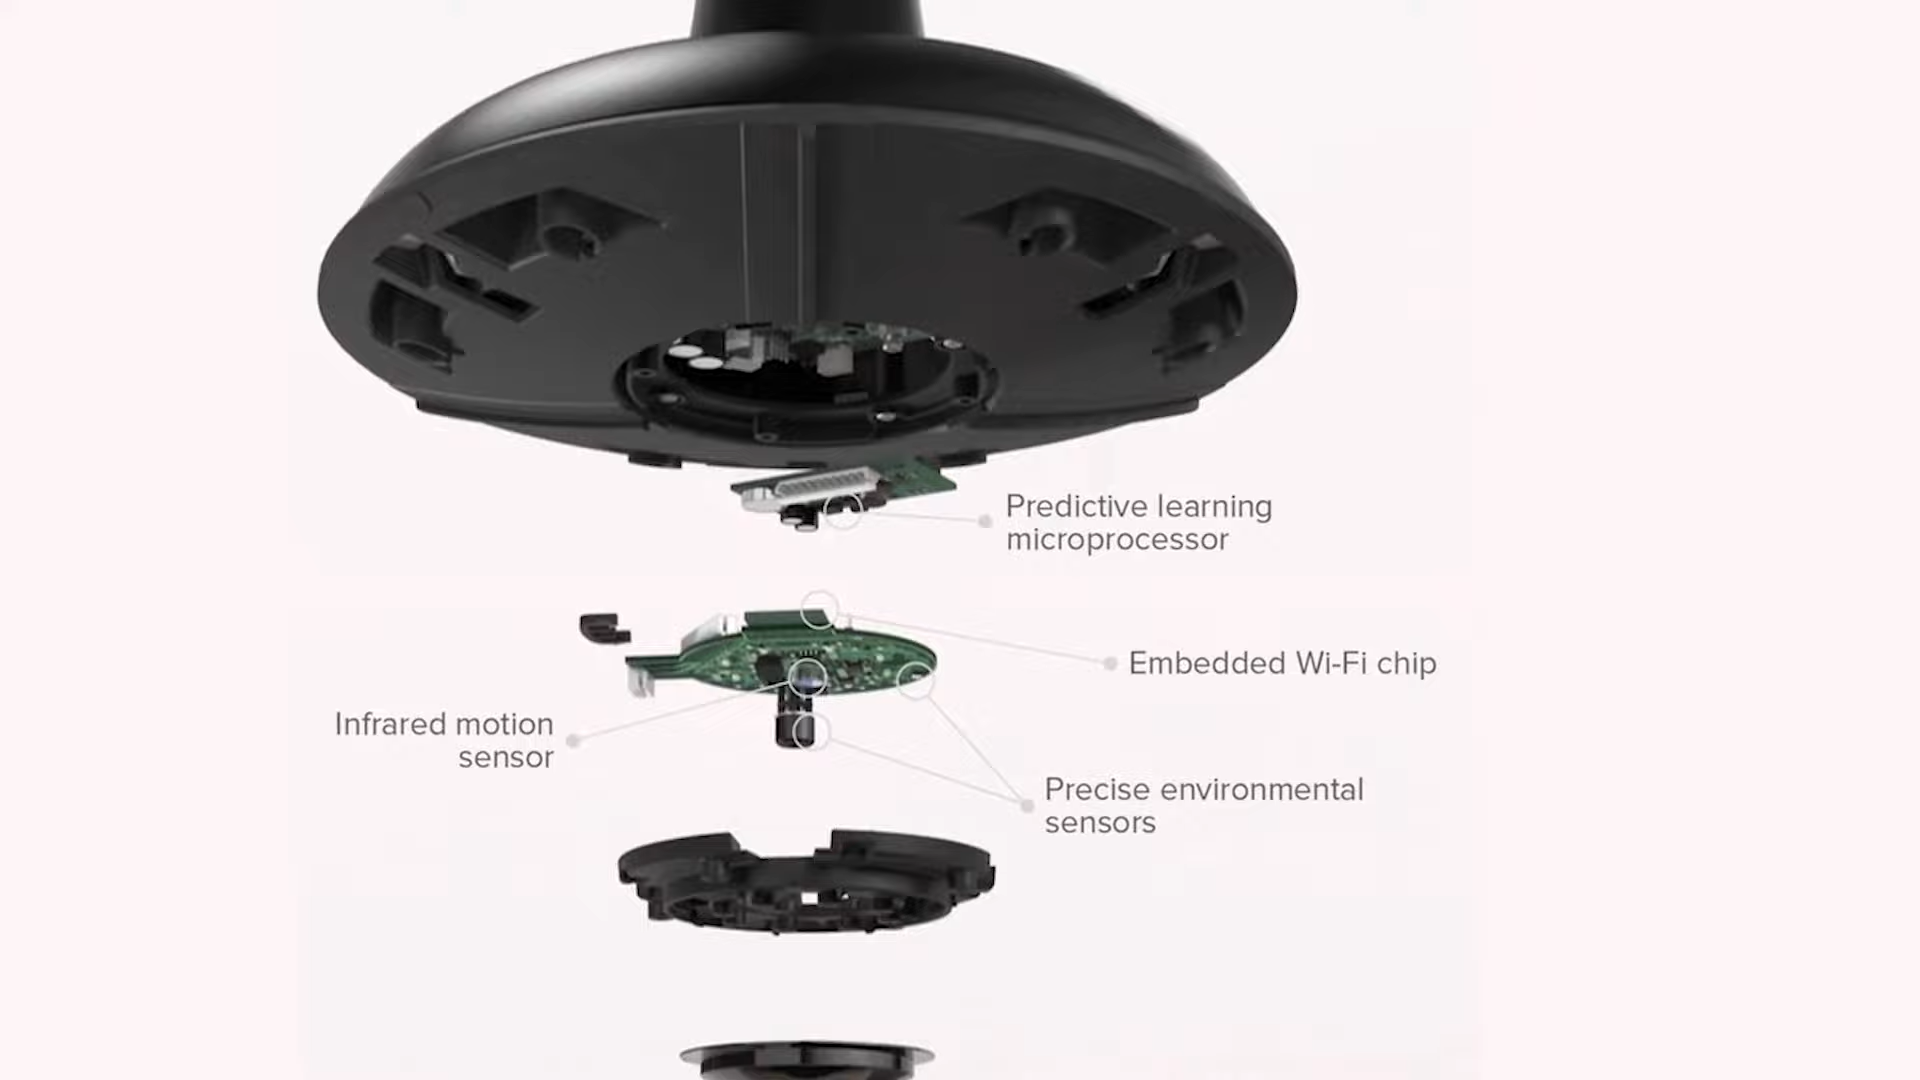 Predictive learning
microprocessor
Embedded Wi-Fi chip
Infrared motion
sensor
Precise environmental
sensors